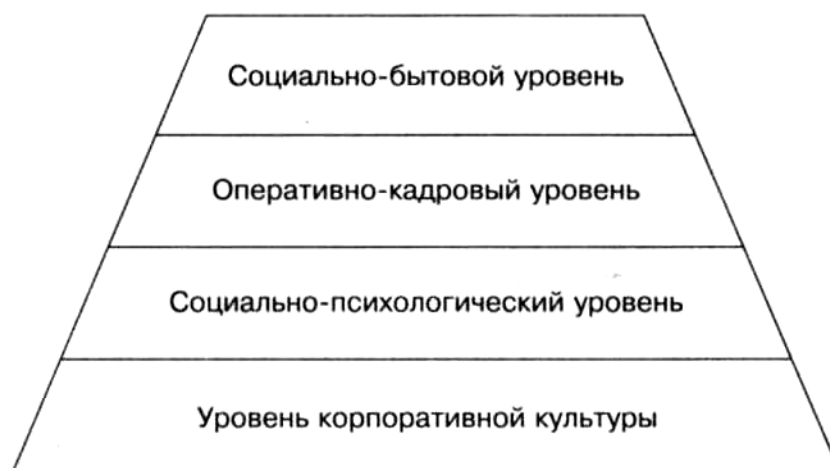 Социально-бытовой уровень
Оперативно-кадровый уровень
Социально-психологический уровень
Уровень корпоративной культуры